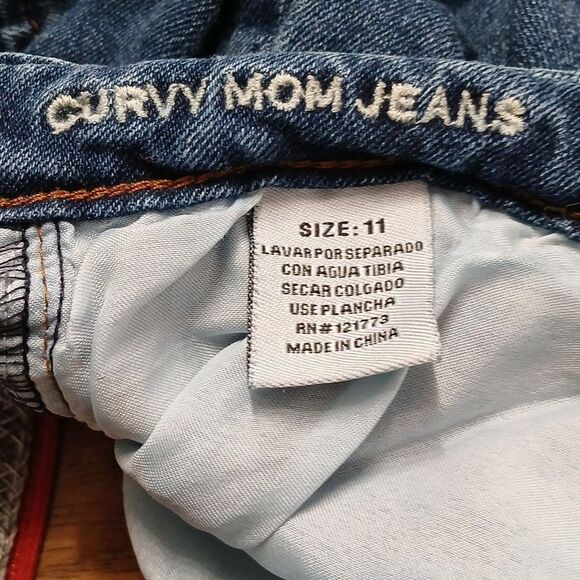 CURVY MOM JEANS
SIZE: 11
LAVAR POR SEPARADO
CON AGUA TIBIA
SECAR COLGADO
USE PLANCHA
RN# 121773
MADE IN CHINA